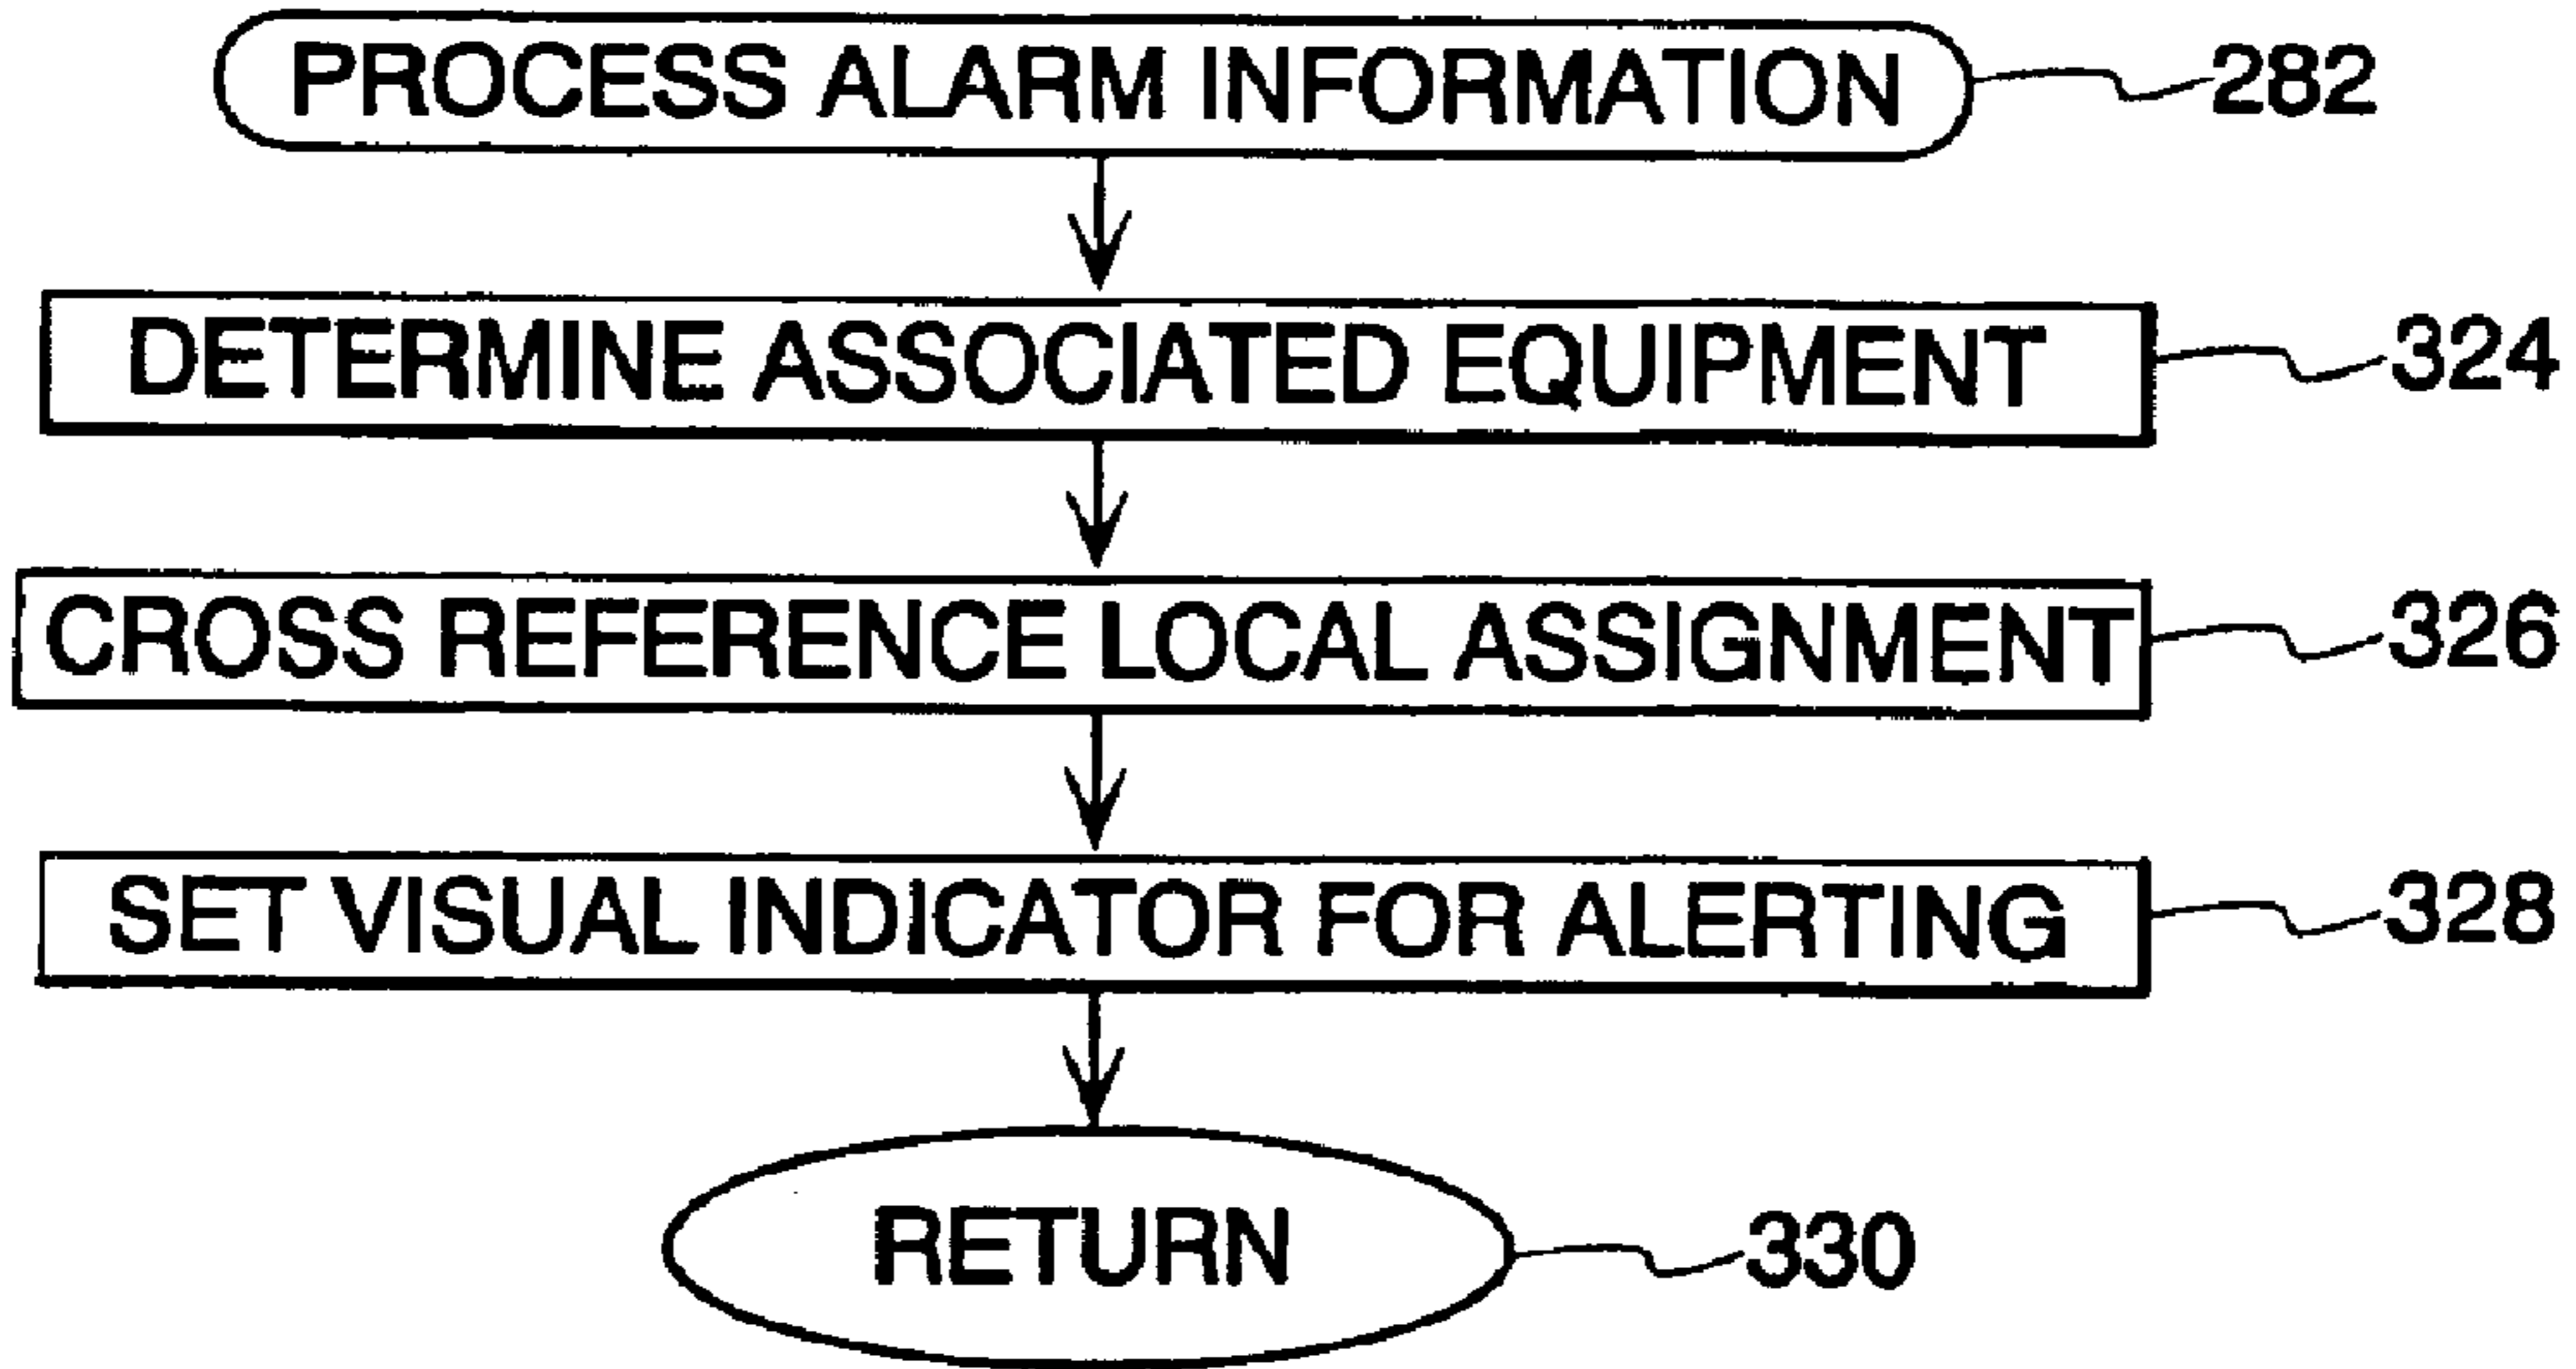 PROCESS ALARM INFORMATION 282
DETERMINE ASSOCIATED EQUIPMENT 324
CROSS REFERENCE LOCAL ASSIGNMENT 326
SET VISUAL INDICATOR FOR ALERTING 328
RETURN 330